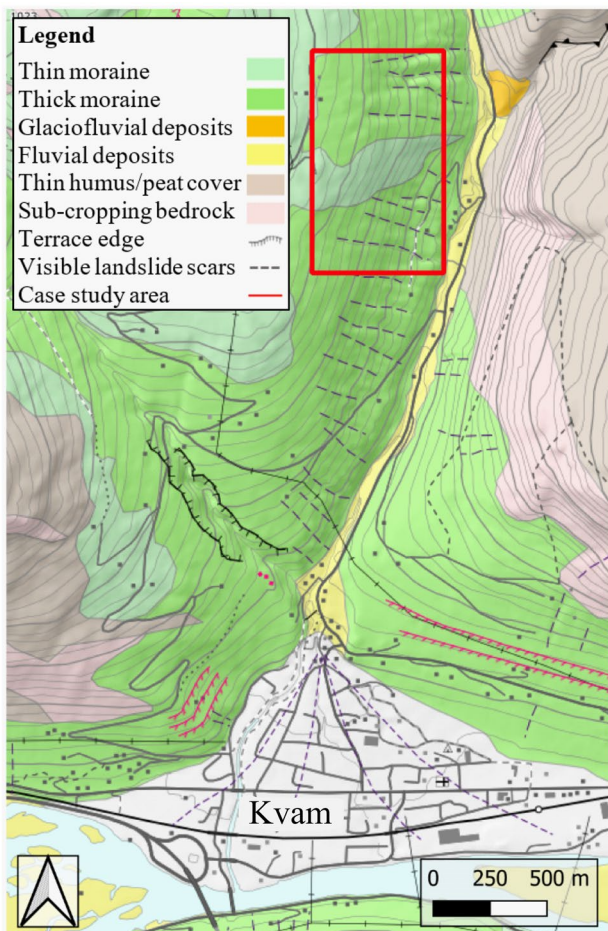 1023
Legend
Thin moraine
Thick moraine
Glaciofluvial deposits
Fluvial deposits
Thin humus/peat cover
Sub-cropping bedrock
Terrace edge
Visible landslide scars
Case study area
Kvam
0 250 500 m